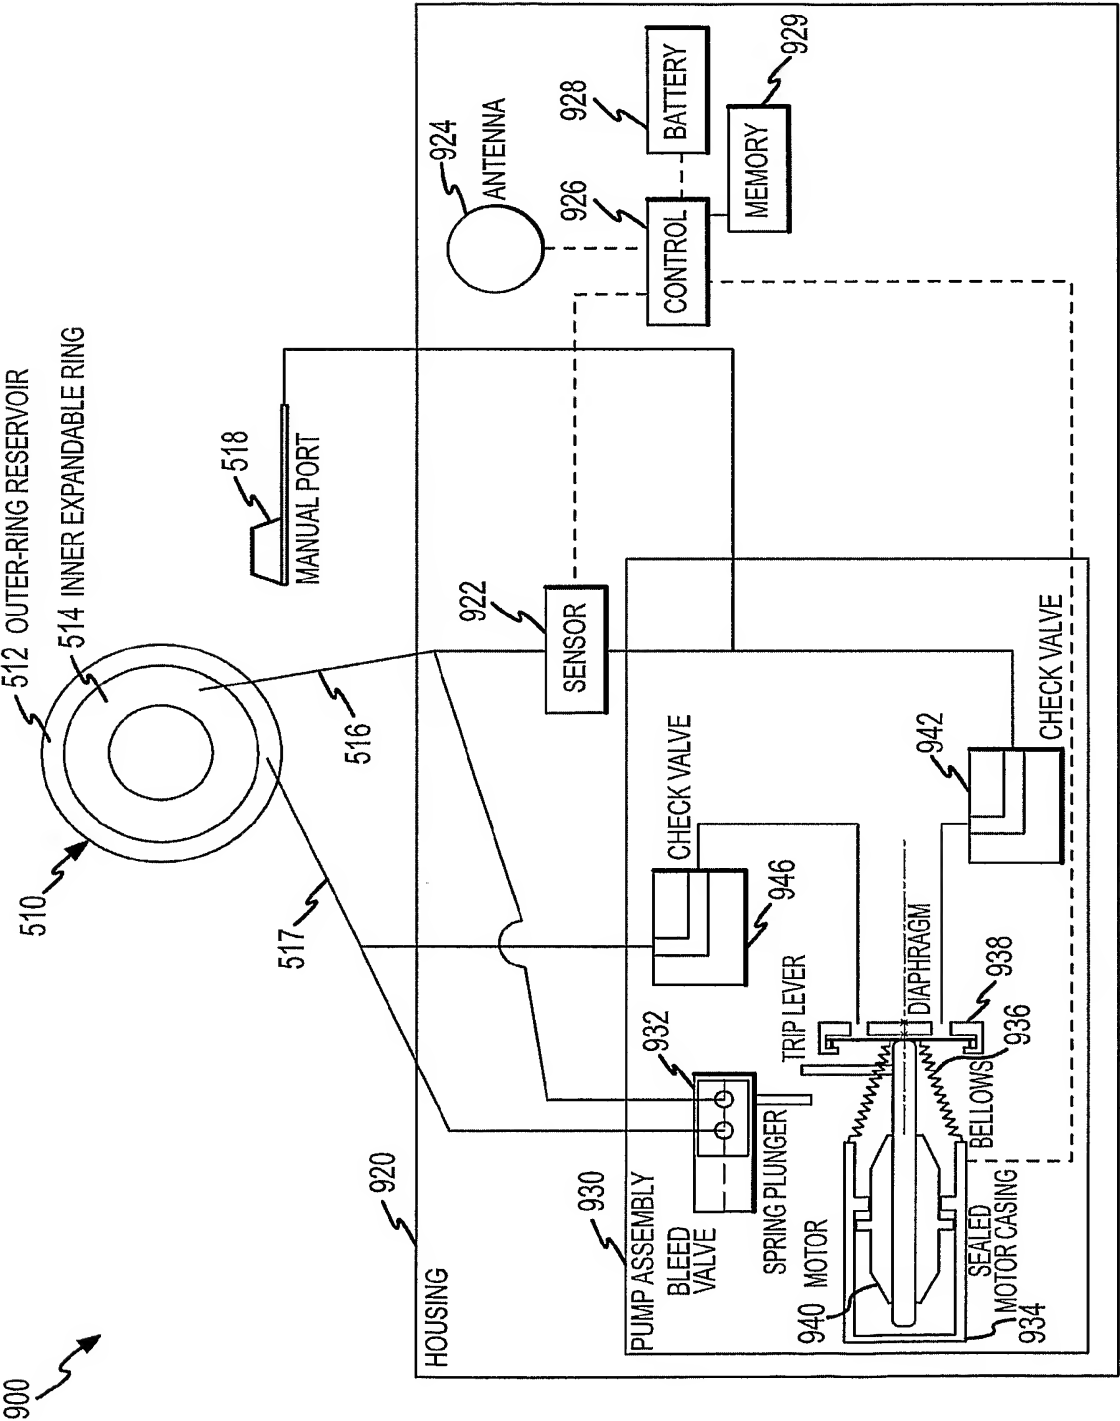 900
510
512 OUTER-RING RESERVOIR
514 INNER EXPANDABLE RING
516
517
518
MANUAL PORT
920
HOUSING
924
ANTENNA
922
SENSOR
926
CONTROL
928
BATTERY
929
MEMORY
930
PUMP ASSEMBLY
BLEED
VALVE
932
SPRING PLUNGER
TRIP LEVER
CHECK VALVE
946
MOTOR
940
DIAPHRAGM
938
936
BELLOWS
SEALED
MOTOR CASING
934
942
CHECK VALVE